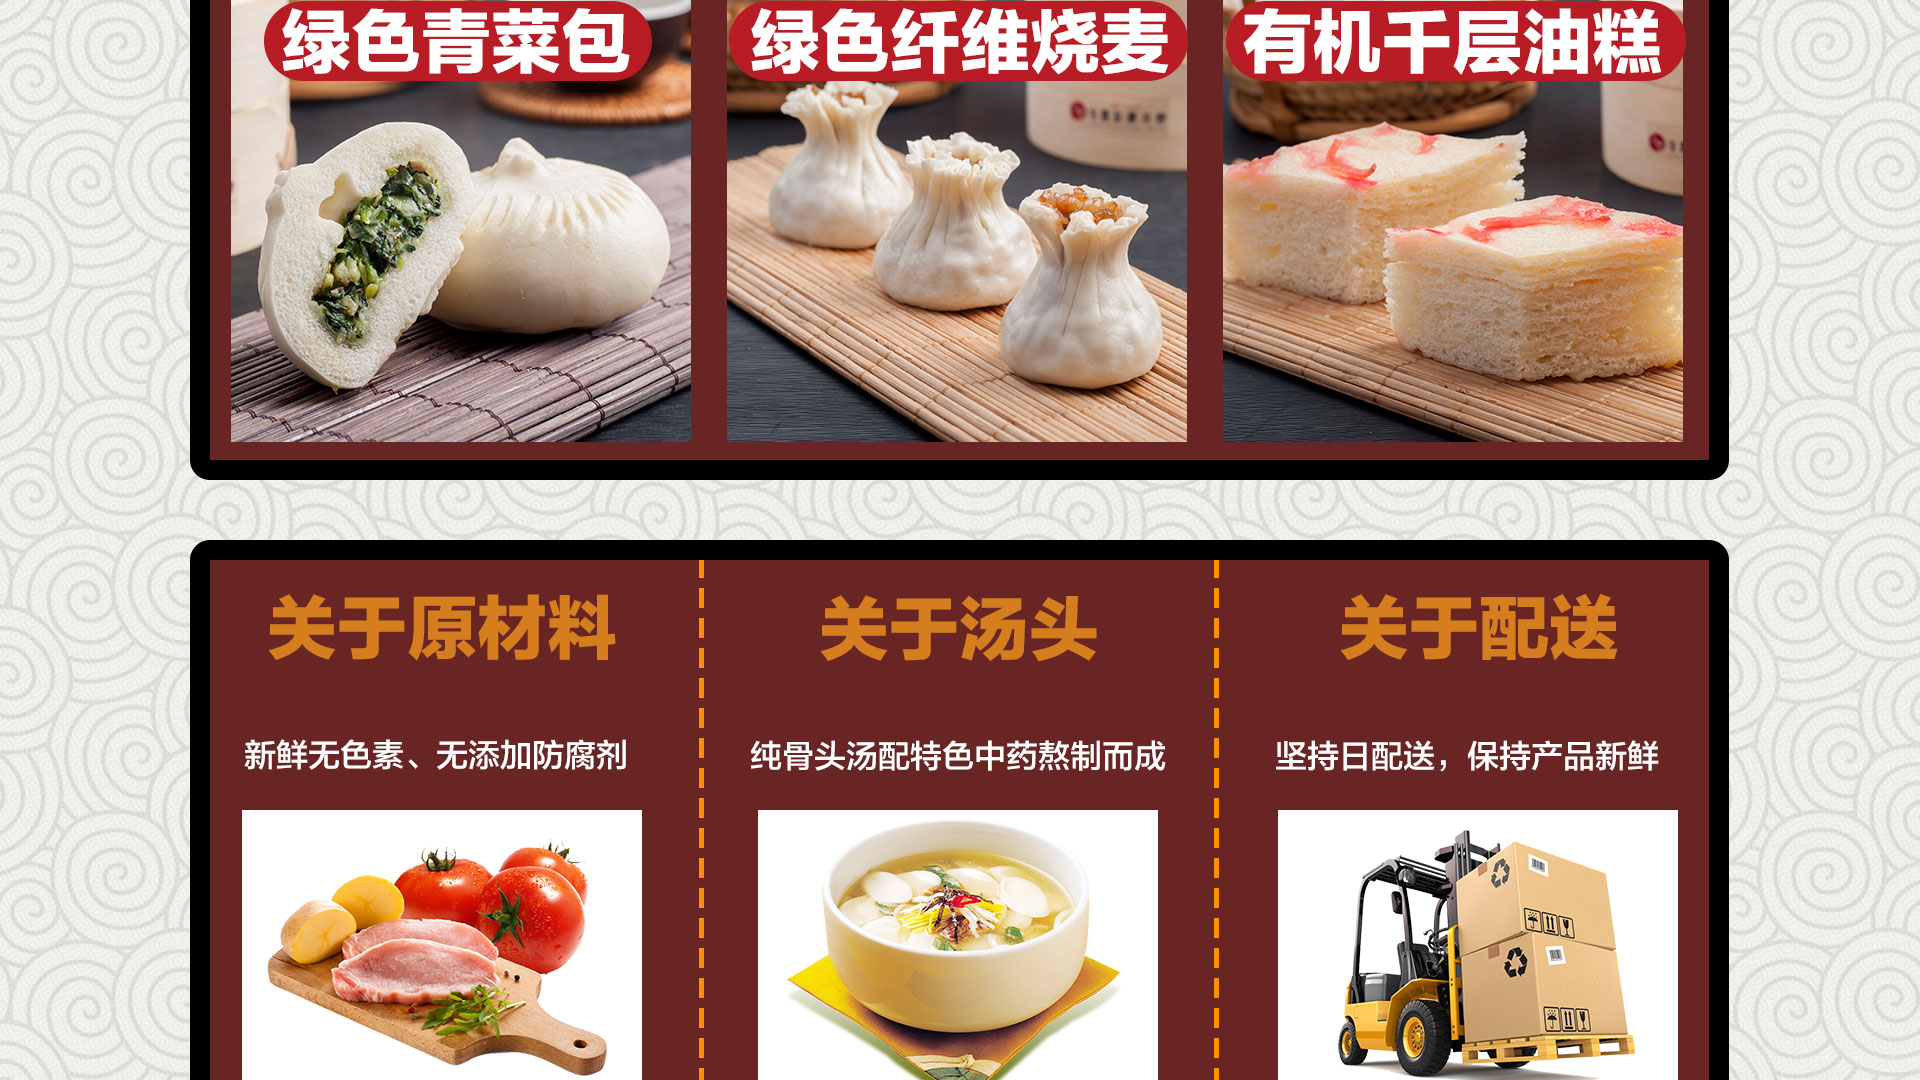 绿色青菜包
绿色纤维烧麦
有机千层油糕
关于原材料
关于汤头
关于配送
新鲜无色素、无添加防腐剂
纯骨头汤配特色中药熬制而成
坚持日配送，保持产品新鲜